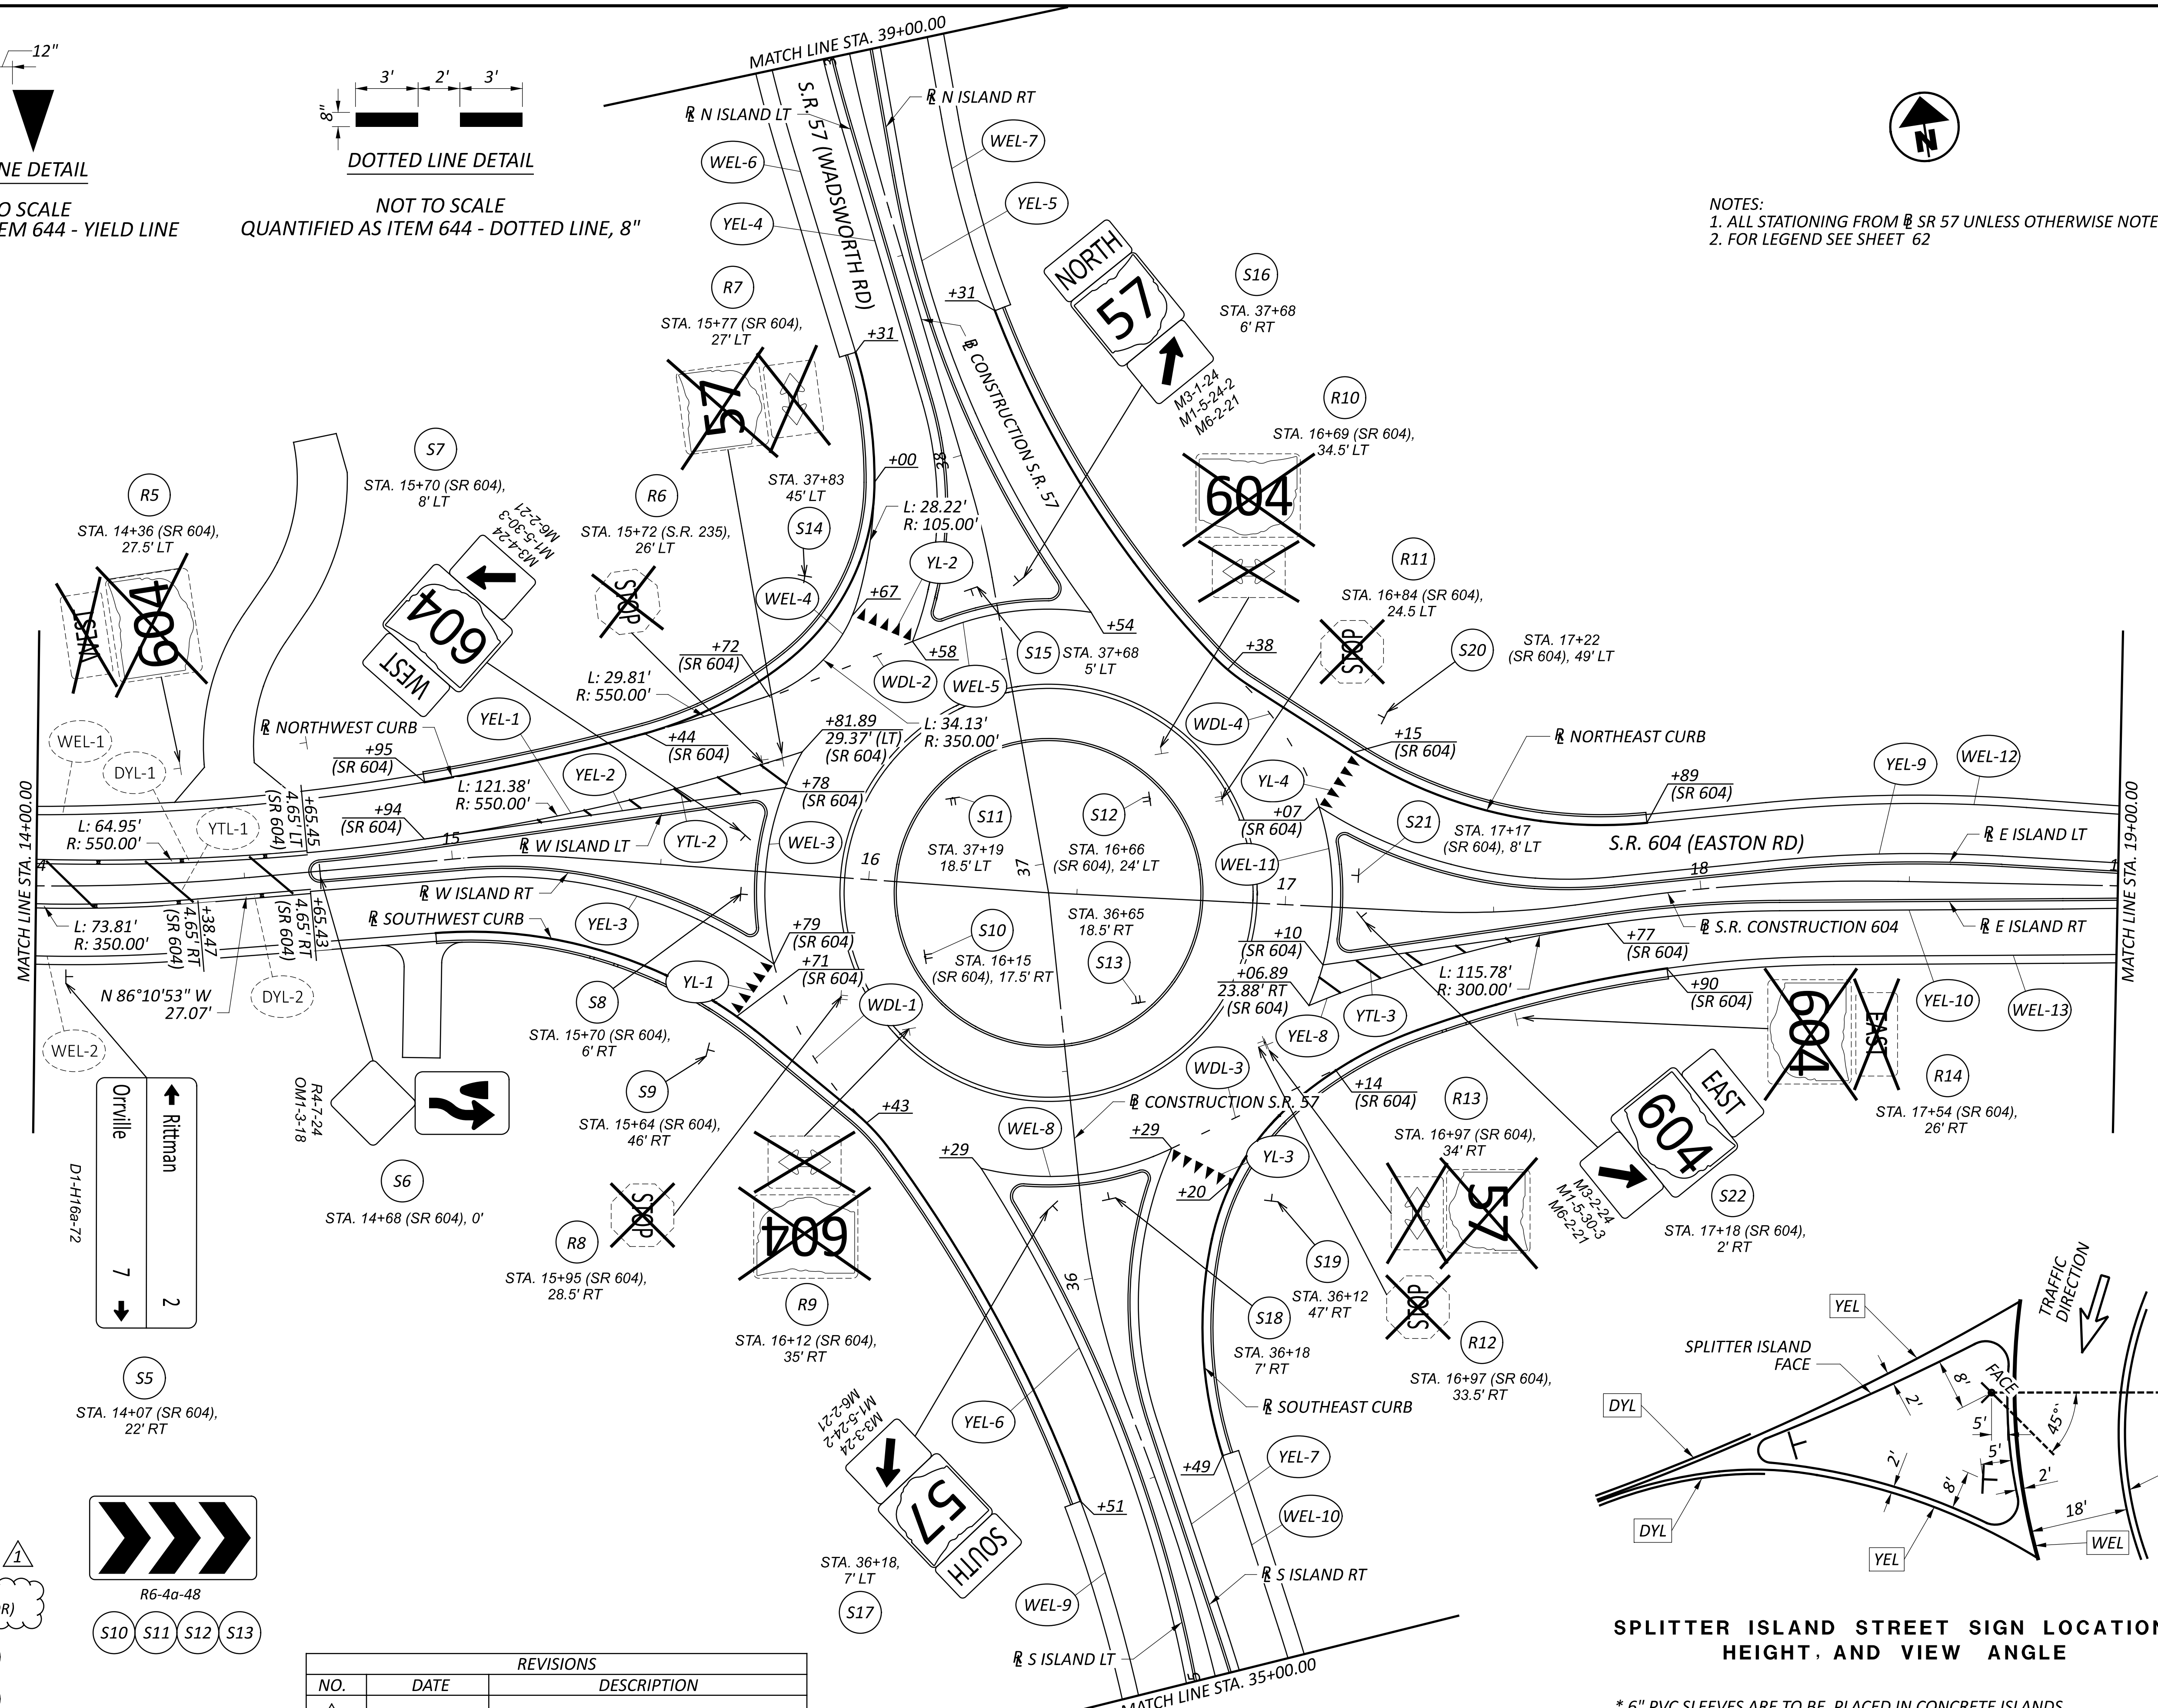 12"
NE DETAIL
O SCALE
EM 644 - YIELD LINE
3' 2' 3'
8"
DOTTED LINE DETAIL
NOT TO SCALE
QUANTIFIED AS ITEM 644 - DOTTED LINE, 8"
MATCH LINE STA. 39+00.00
S.R. 57 (WADSWORTH RD)
℞ N ISLAND LT
℞ N ISLAND RT
WEL-6
WEL-7
YEL-4
YEL-5
N
NOTES:
1. ALL STATIONING FROM ℄ SR 57 UNLESS OTHERWISE NOTE
2. FOR LEGEND SEE SHEET 62
R7
STA. 15+77 (SR 604),
27' LT
57
+31
+31
℄ CONSTRUCTION S.R. 57
NORTH
57
M3-1-24
M1-5-24-2
M6-2-21
S16
STA. 37+68
6' RT
R10
STA. 16+69 (SR 604),
34.5' LT
604
R5
STA. 14+36 (SR 604),
27.5' LT
WEST
604
S7
STA. 15+70 (SR 604),
8' LT
M3-4-24
M1-5-30-3
M6-2-21
604
WEST
R6
STA. 15+72 (S.R. 235),
26' LT
STOP
STA. 37+83
45' LT
S14
+00
38
L: 28.22'
R: 105.00'
YL-2
WEL-4
+67
+58
+54
S15
STA. 37+68
5' LT
WDL-2
WEL-5
R11
STA. 16+84 (SR 604),
24.5 LT
STOP
S20
STA. 17+22
(SR 604), 49' LT
+38
+72
(SR 604)
L: 29.81'
R: 550.00'
+81.89
29.37' (LT)
(SR 604)
L: 34.13'
R: 350.00'
WDL-4
+15
(SR 604)
℞ NORTHEAST CURB
WEL-1
DYL-1
℞ NORTHWEST CURB
YEL-1
+95
(SR 604)
+44
(SR 604)
YEL-2
+78
(SR 604)
YL-4
+89
(SR 604)
YEL-9
WEL-12
MATCH LINE STA. 14+00.00
L: 64.95'
R: 550.00'
YTL-1
+65.45
4.65' LT
(SR 604)
+94
(SR 604)
L: 121.38'
R: 550.00'
15
℞ W ISLAND LT
YTL-2
WEL-3
16
S11
STA. 37+19
18.5' LT
S12
STA. 16+66
(SR 604), 24' LT
37
+07
(SR 604)
S21
STA. 17+17
(SR 604), 8' LT
WEL-11
17
S.R. 604 (EASTON RD)
18
℞ E ISLAND LT
MATCH LINE STA. 19+00.00
℞ W ISLAND RT
℞ SOUTHWEST CURB
YEL-3
L: 73.81'
R: 350.00'
+38.47
4.65' RT
(SR 604)
+65.43
4.65' RT
(SR 604)
+79
(SR 604)
+71
(SR 604)
YL-1
S10
STA. 16+15
(SR 604), 17.5' RT
STA. 36+65
18.5' RT
S13
+10
(SR 604)
+06.89
23.88' RT
(SR 604)
L: 115.78'
R: 300.00'
+77
(SR 604)
℄ S.R. CONSTRUCTION 604
℞ E ISLAND RT
+90
(SR 604)
N 86°10'53" W
27.07'
DYL-2
WEL-2
S8
STA. 15+70 (SR 604),
6' RT
WDL-1
YEL-8
YTL-3
YEL-10
WEL-13
604
EAST
R14
STA. 17+54 (SR 604),
26' RT
Rittman 2
Orrville 7
D1-H16a-72
R4-7-24
OM1-3-18
S6
STA. 14+68 (SR 604), 0'
S9
STA. 15+64 (SR 604),
46' RT
WDL-3
℄ CONSTRUCTION S.R. 57
+14
(SR 604)
+43
WEL-8
+29
+29
YL-3
+20
R13
STA. 16+97 (SR 604),
34' RT
57
EAST
604
M3-2-24
M1-5-30-3
M6-2-21
S22
STA. 17+18 (SR 604),
2' RT
R8
STA. 15+95 (SR 604),
28.5' RT
STOP
604
R9
STA. 16+12 (SR 604),
35' RT
36
S19
STA. 36+12
47' RT
S18
STA. 36+18
7' RT
STOP
R12
STA. 16+97 (SR 604),
33.5' RT
S5
STA. 14+07 (SR 604),
22' RT
M3-3-24
M1-5-24-2
M6-2-21
57
SOUTH
STA. 36+18,
7' LT
S17
YEL-6
℞ SOUTHEAST CURB
YEL-7
+49
+51
WEL-10
WEL-9
℞ S ISLAND RT
℞ S ISLAND LT
MATCH LINE STA. 35+00.00
YEL
TRAFFIC
DIRECTION
SPLITTER ISLAND
FACE
FACE
DYL
DYL
YEL
WEL
8'
2'
5'
45°
5'
2'
8'
2'
18'
SPLITTER ISLAND STREET SIGN LOCATION
HEIGHT, AND VIEW ANGLE
* 6" PVC SLEEVES ARE TO BE PLACED IN CONCRETE ISLANDS
1
R)
R6-4a-48
S10 S11 S12 S13
REVISIONS
NO. DATE DESCRIPTION